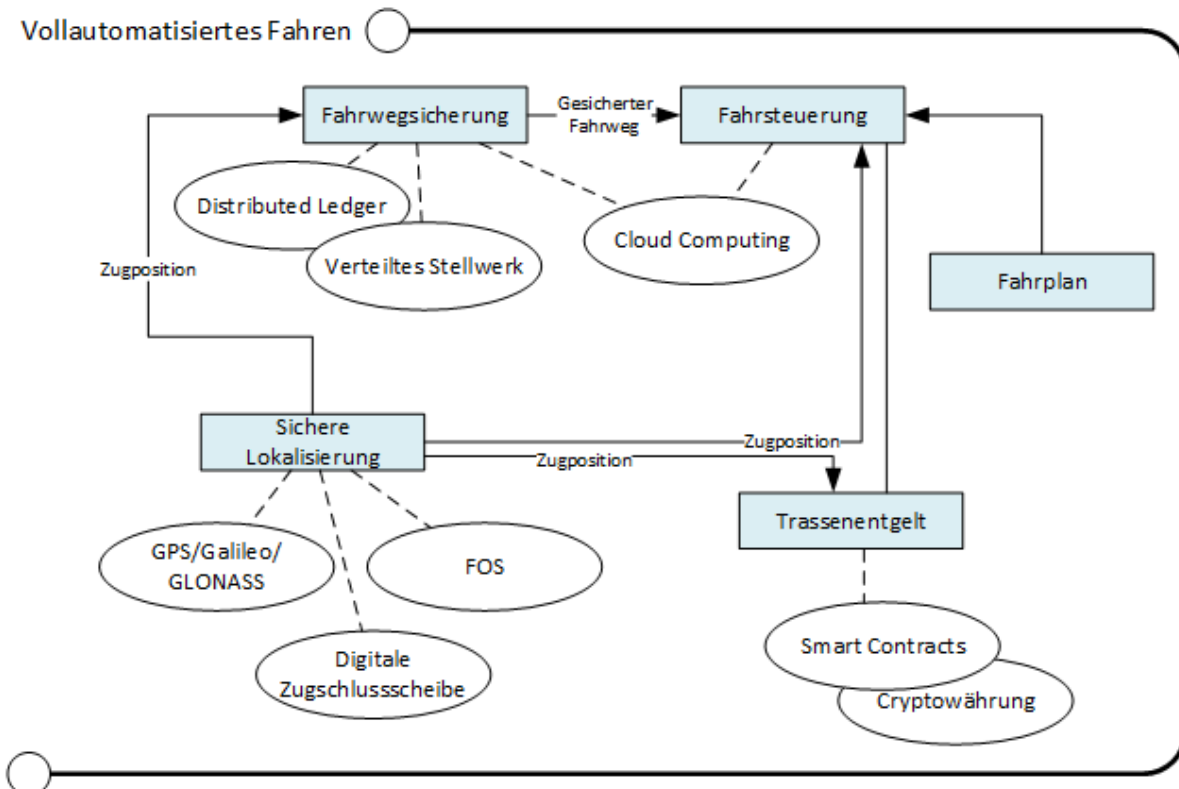 Vollautomatisiertes Fahren
Fahrwegsicherung
Gesicherter
Fahrweg
Fahrsteuerung
Distributed Ledger
Verteiltes Stellwerk
Cloud Computing
Zugposition
Fahrplan
Sichere
Lokalisierung
Zugposition
Zugposition
Trassenentgelt
GPS/Galileo/
GLONASS
FOS
Digitale
Zugschlussscheibe
Smart Contracts
Cryptowährung